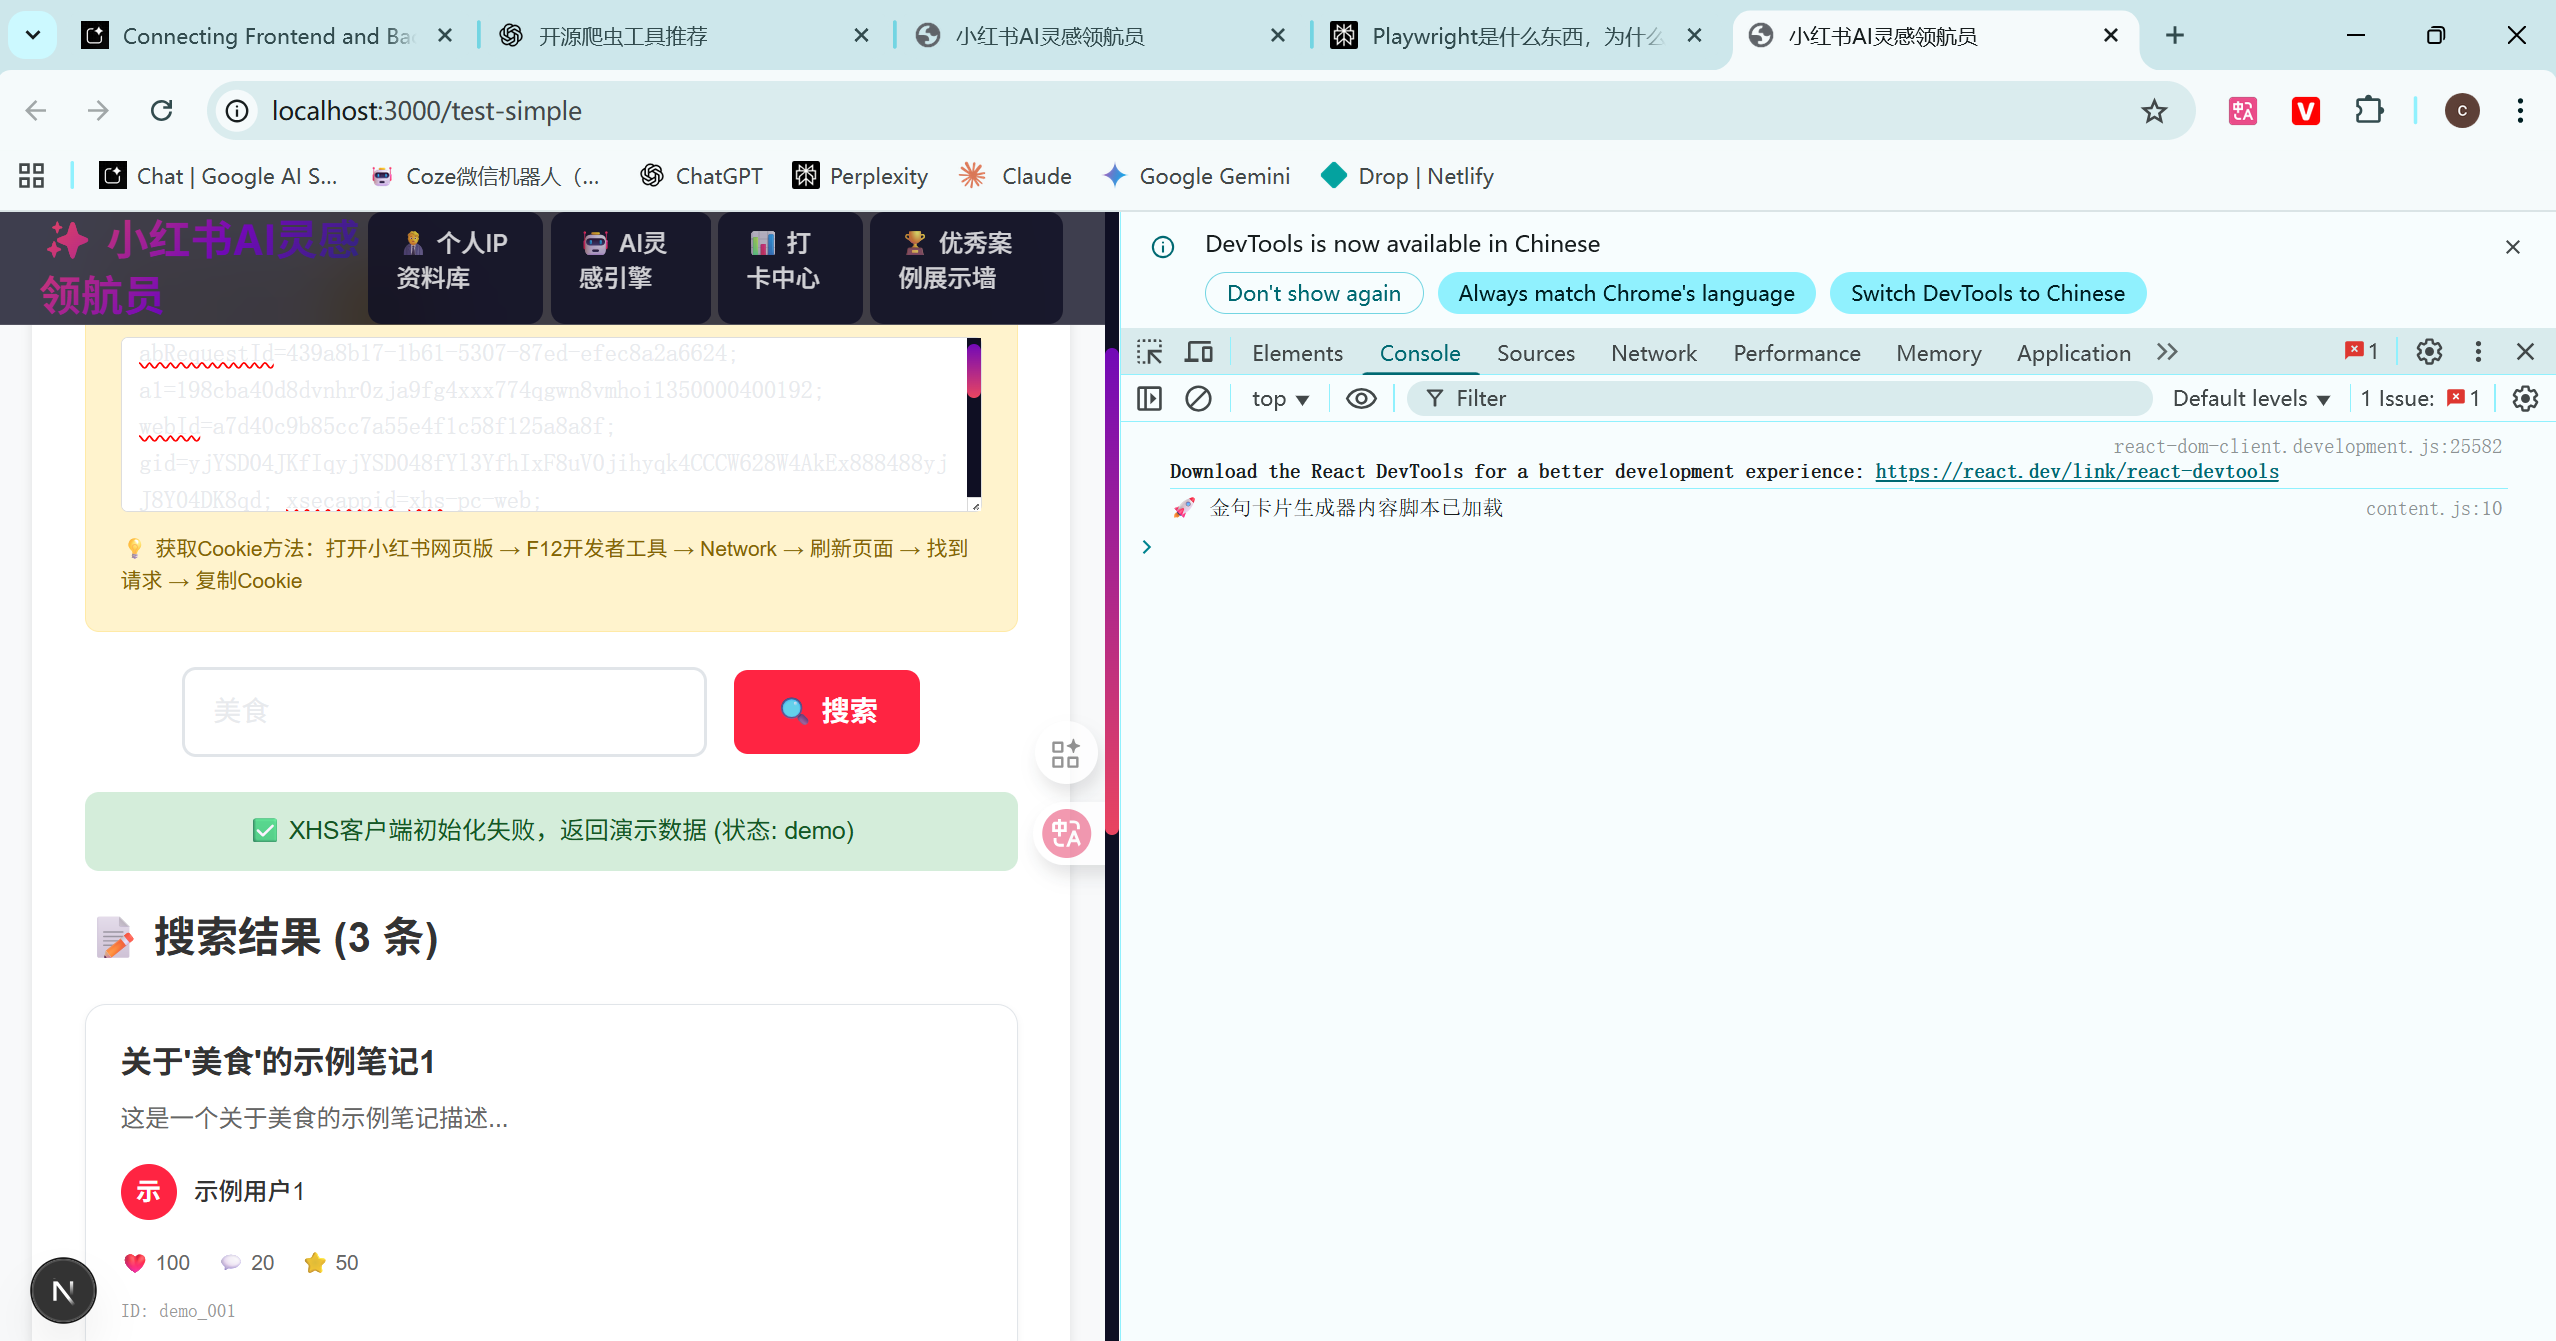 Connecting Frontend and Bac
开源爬虫工具推荐
小红书AI灵感领航员
Playwright是什么东西，为什么
小红书AI灵感领航员
localhost:3000/test-simple
C
Chat | Google AI S...
Coze微信机器人（...
ChatGPT
Perplexity
Claude
Google Gemini
Drop | Netlify
✨ 小红书AI灵感
领航员
个人IP
资料库
🤖 AI灵
感引擎
📊 打
卡中心
🏆 优秀案
例展示墙
abRequestId=439a8b17-1b61-5307-87ed-efec8a2a6624;
a1=198cba40d8dvnhr0zja9fg4xxx774qgwn8vmhoi1350000400192;
webId=a7d40c9b85cc7a55e4f1c58f125a8a8f;
gid=yjYSD04JKfIqyjYSD048fYl3YfhIxF8uV0jihyqk4CCCW628W4AkEx888488yj
J8Y04DK8qd; xsecappid=xhs-pc-web;
💡 获取Cookie方法：打开小红书网页版 → F12开发者工具 → Network → 刷新页面 → 找到
请求 → 复制Cookie
美食
🔍 搜索
✅ XHS客户端初始化失败，返回演示数据 (状态: demo)
📝 搜索结果 (3 条)
关于'美食'的示例笔记1
这是一个关于美食的示例笔记描述...
示
示例用户1
❤️ 100 💬 20 ⭐ 50
ID: demo_001
N
中A
DevTools is now available in Chinese
Don't show again
Always match Chrome's language
Switch DevTools to Chinese
Elements
Console
Sources
Network
Performance
Memory
Application
1
top
Filter
Default levels
1 Issue: 1
react-dom-client.development.js:25582
Download the React DevTools for a better development experience: https://react.dev/link/react-devtools
🚀 金句卡片生成器内容脚本已加载
content.js:10